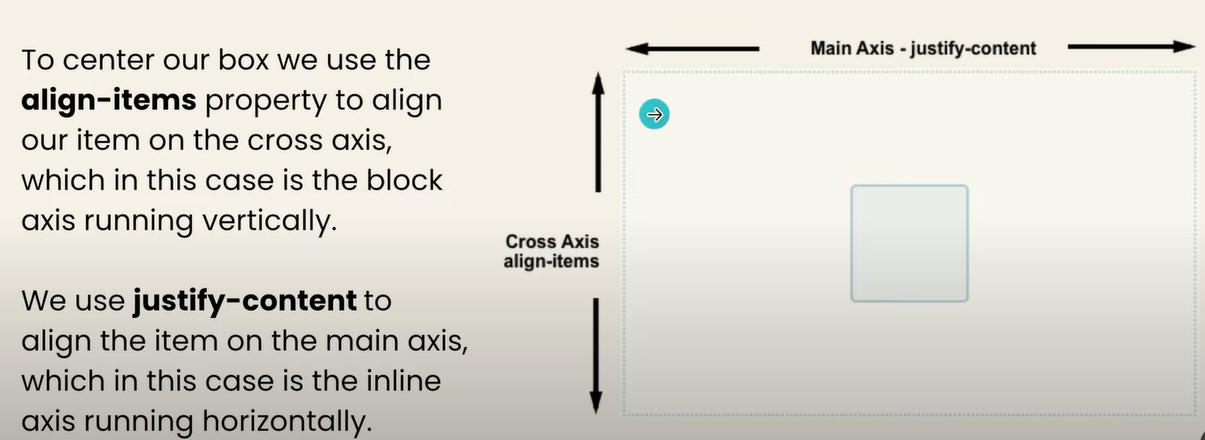 To center our box we use the
align-items property to align
our item on the cross axis,
which in this case is the block
axis running vertically.
We use justify-content to
align the item on the main axis,
which in this case is the inline
axis running horizontally.
Main Axis - justify-content
Cross Axis
align-items